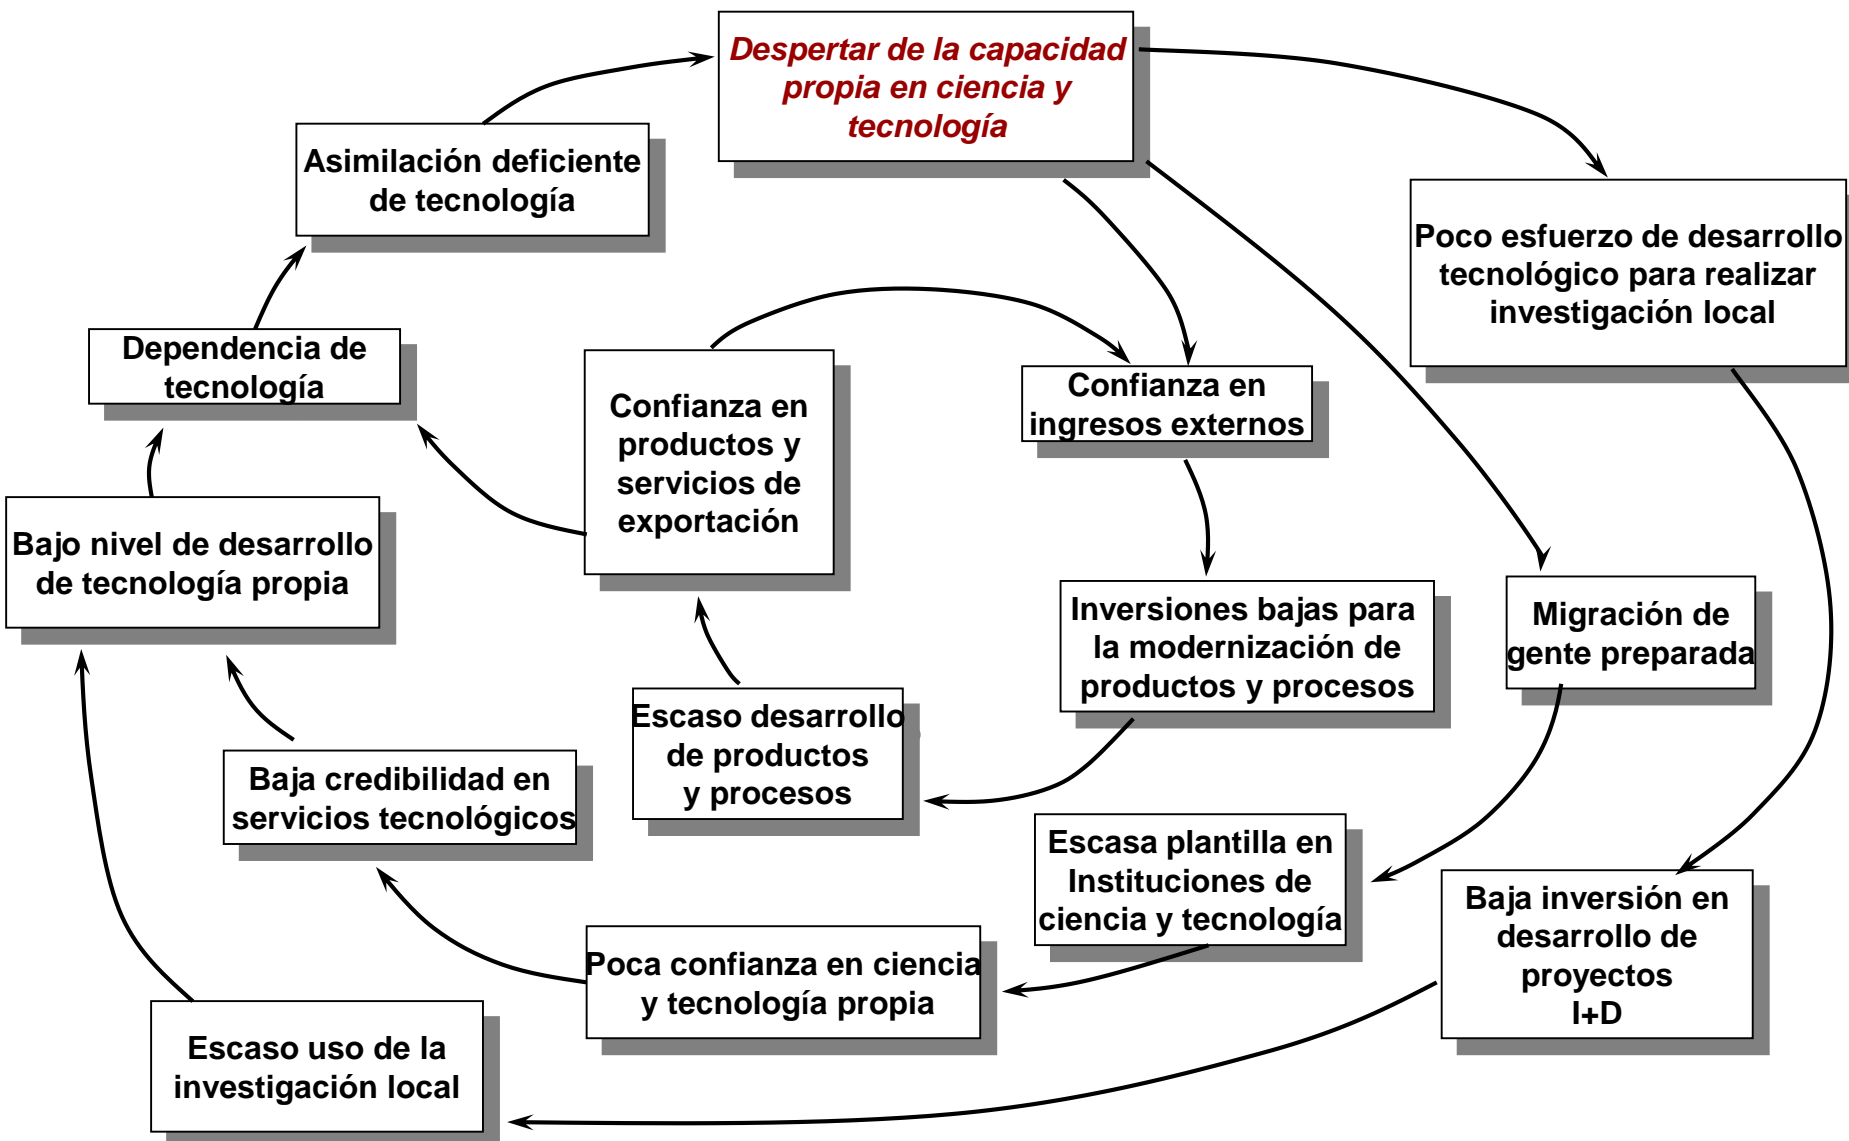 Despertar de la capacidad
propia en ciencia y
tecnología
Asimilación deficiente
de tecnología
Poco esfuerzo de desarrollo
tecnológico para realizar
investigación local
Dependencia de
tecnología
Confianza en
productos y
servicios de
exportación
Confianza en
ingresos externos
Bajo nivel de desarrollo
de tecnología propia
Inversiones bajas para
la modernización de
productos y procesos
Migración de
gente preparada
Escaso desarrollo
de productos
y procesos
Baja credibilidad en
servicios tecnológicos
Escasa plantilla en
Instituciones de
ciencia y tecnología
Baja inversión en
desarrollo de
proyectos
I+D
Poca confianza en ciencia
y tecnología propia
Escaso uso de la
investigación local